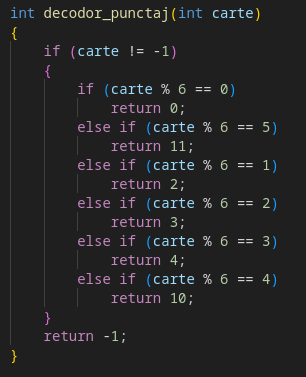 int decodor_punctaj(int carte)
{
    if (carte != -1)
    {
        if (carte % 6 == 0)
            return 0;
        else if (carte % 6 == 5)
            return 11;
        else if (carte % 6 == 1)
            return 2;
        else if (carte % 6 == 2)
            return 3;
        else if (carte % 6 == 3)
            return 4;
        else if (carte % 6 == 4)
            return 10;
    }
    return -1;
}